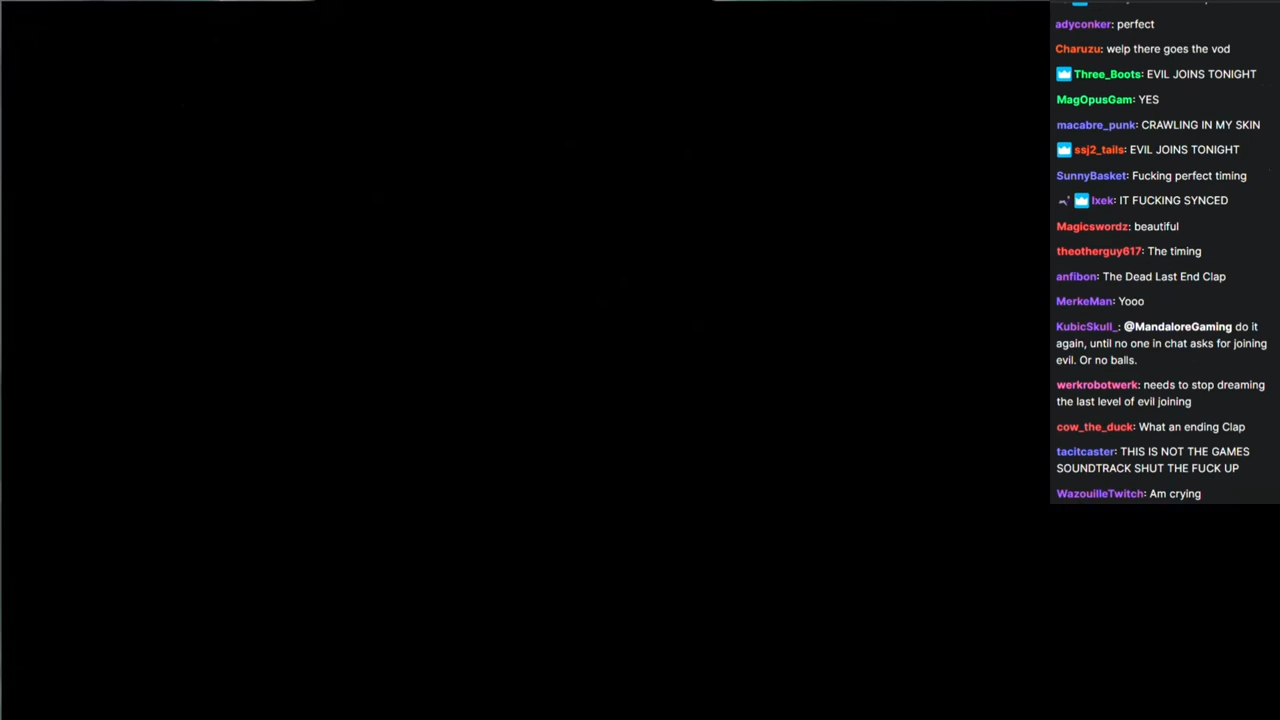 adyconker: perfect
Charuzu: welp there goes the vod
Three_Boots: EVIL JOINS TONIGHT
MagOpusGam: YES
macabre_punk: CRAWLING IN MY SKIN
ssj2_tails: EVIL JOINS TONIGHT
SunnyBasket: Fucking perfect timing
Ixek: IT FUCKING SYNCED
Magicswordz: beautiful
theotherguy617: The timing
anfibon: The Dead Last End Clap
MerkeMan: Yooo
KubicSkull_: @MandaloreGaming do it
again, until no one in chat asks for joining
evil. Or no balls.
werkrobotwerk: needs to stop dreaming
the last level of evil joining
cow_the_duck: What an ending Clap
tacitcaster: THIS IS NOT THE GAMES
SOUNDTRACK SHUT THE FUCK UP
WazouilleTwitch: Am crying